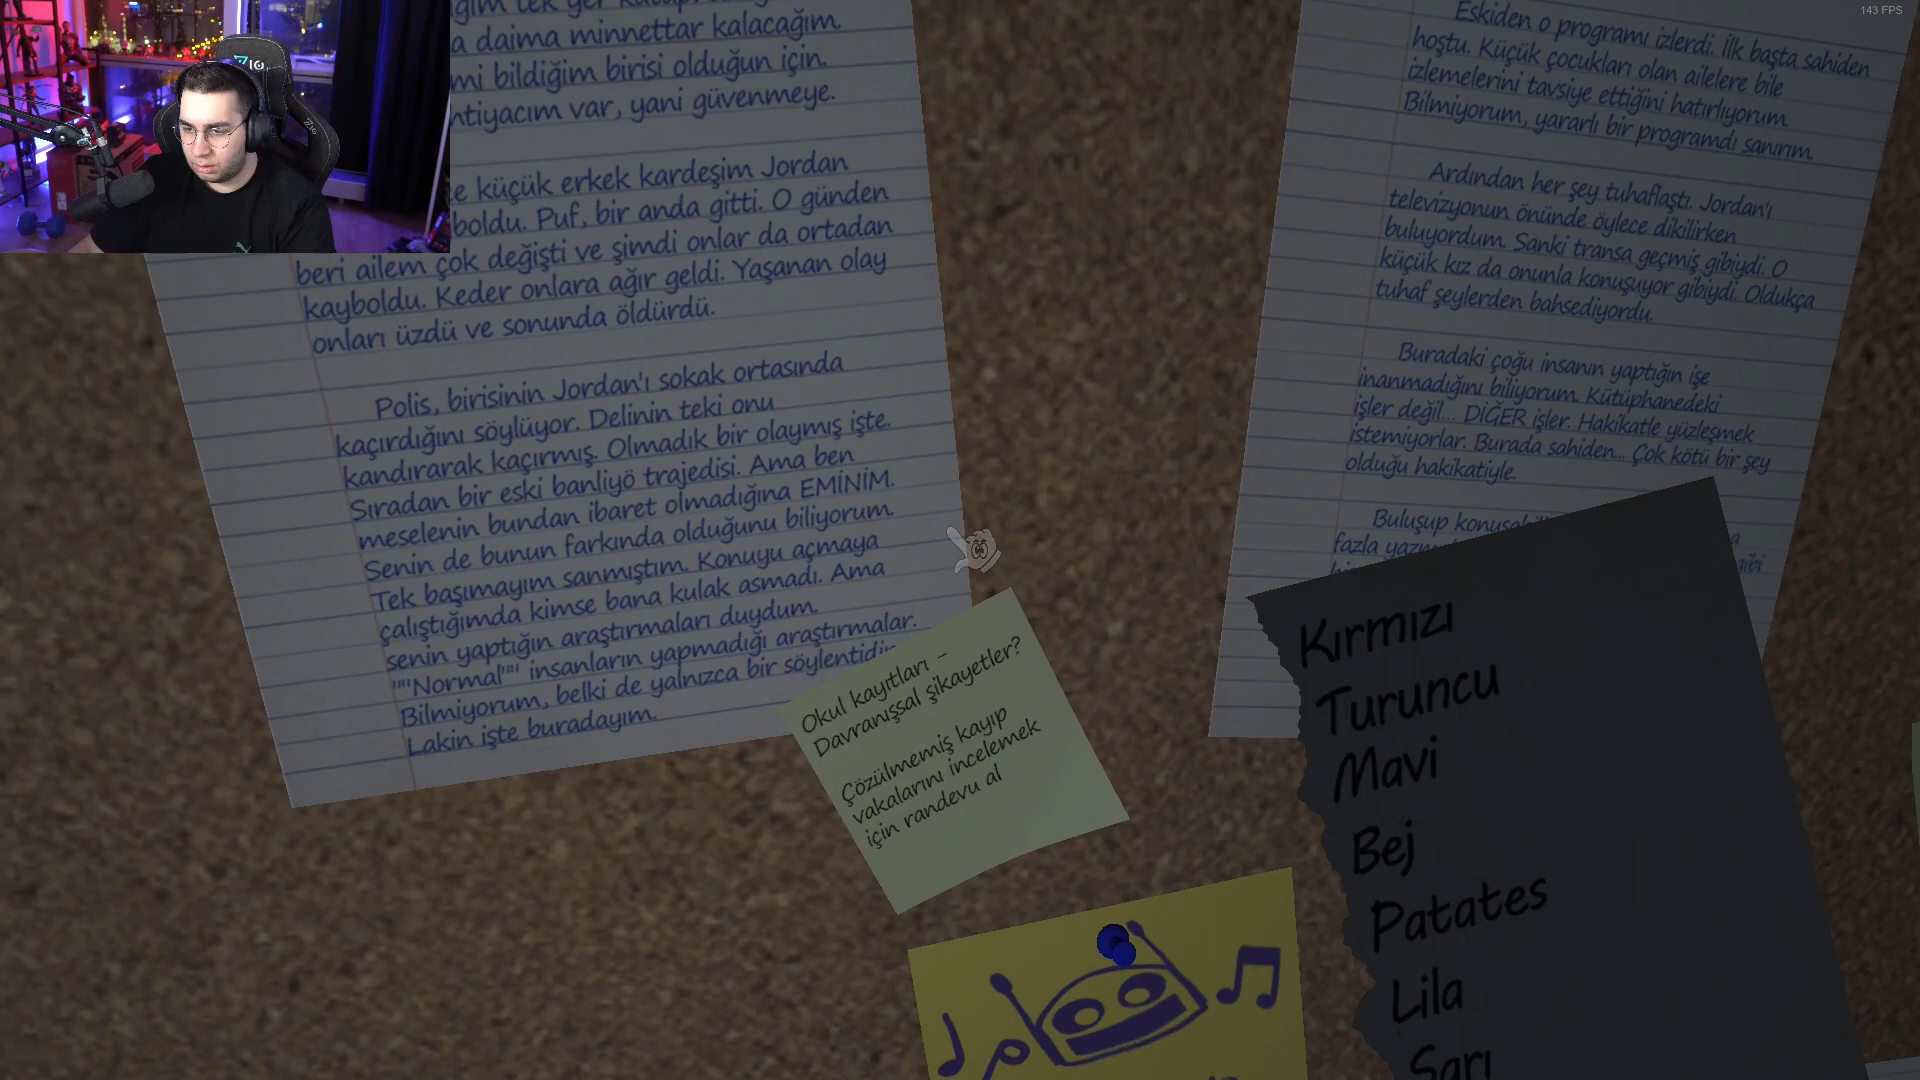 143 FPS
a daima minnettar kalacağım.
mi bildiğim birisi olduğun için.
ntiyacım var, yani güvenmeye.
e küçük erkek kardeşim Jordan
boldu. Puf, bir anda gitti. O günden
beri ailem çok değişti ve şimdi onlar da ortadan
kayboldu. Keder onlara ağır geldi. Yaşanan olay
onları üzdü ve sonunda öldürdü.
Polis, birisinin Jordan'ı sokak ortasında
kaçırdığını söylüyor. Delinin teki onu
kandırarak kaçırmış. Olmadık bir olaymış işte.
Sıradan bir eski banliyö trajedisi. Ama ben
meselenin bundan ibaret olmadığına EMİNİM.
Senin de bunun farkında olduğunu biliyorum.
Tek başımayım sanmıştım. Konuyu açmaya
çalıştığımda kimse bana kulak asmadı. Ama
senin yaptığın araştırmaları duydum.
""Normal"" insanların yapmadığı araştırmalar.
Bilmiyorum, belki de yalnızca bir söylentidir
Lakin işte buradayım.
Okul kayıtları -
Davranışsal şikayetler?
Çözülmemiş kayıp
vakalarını incelemek
için randevu al
Eskiden o programı izlerdi. İlk başta sahiden
hoştu. Küçük çocukları olan ailelere bile
izlemelerini tavsiye ettiğini hatırlıyorum.
Bilmiyorum, yararlı bir programdı sanırım.
Ardından her şey tuhaflaştı. Jordan'ı
televizyonun önünde öylece dikilirken
buluyordum. Sanki transa geçmiş gibiydi. O
küçük kız da onunla konuşuyor gibiydi. Oldukça
tuhaf şeylerden bahsediyordu.
Buradaki çoğu insanın yaptığın işe
inanmadığını biliyorum. Kütüphanedeki
işler değil... DİĞER işler. Hakikatle yüzleşmek
istemiyorlar. Burada sahiden... Çok kötü bir şey
olduğu hakikatiyle.
Buluşup
fazla
Kırmızı
Turuncu
Mavi
Bej
Patates
Lila
Sarı